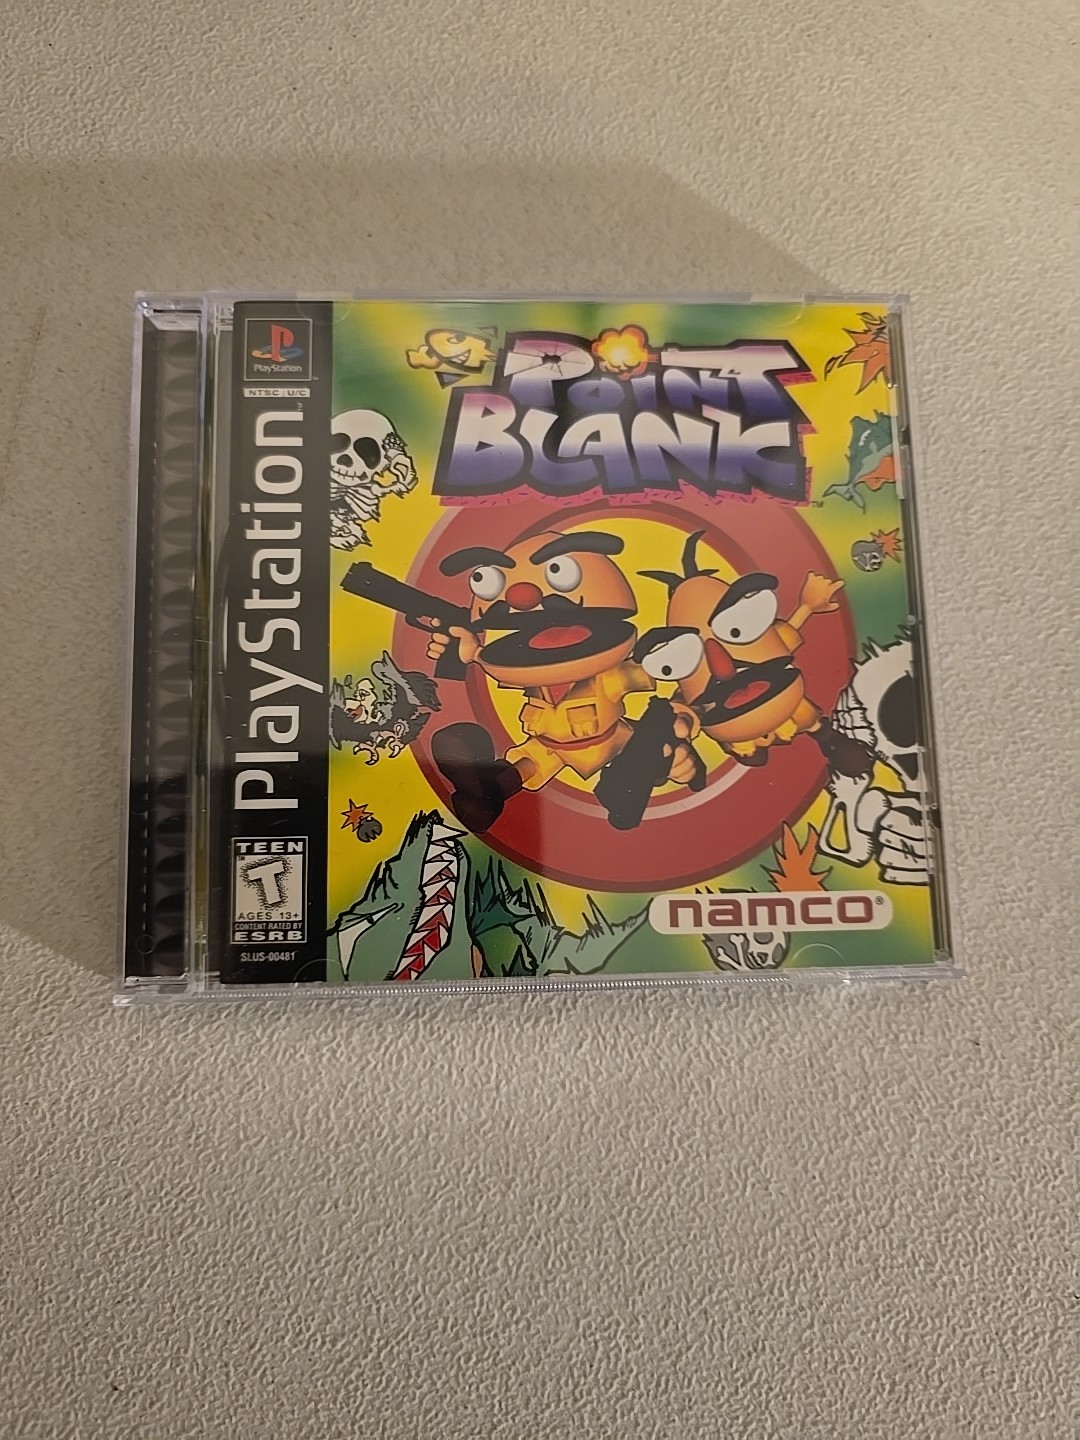 PlayStation
NTSC U/C
PlayStation
TEEN
T
AGES 13+
CONTENT RATED BY
ESRB
SLUS-00481
POINT
BLANK
namco®